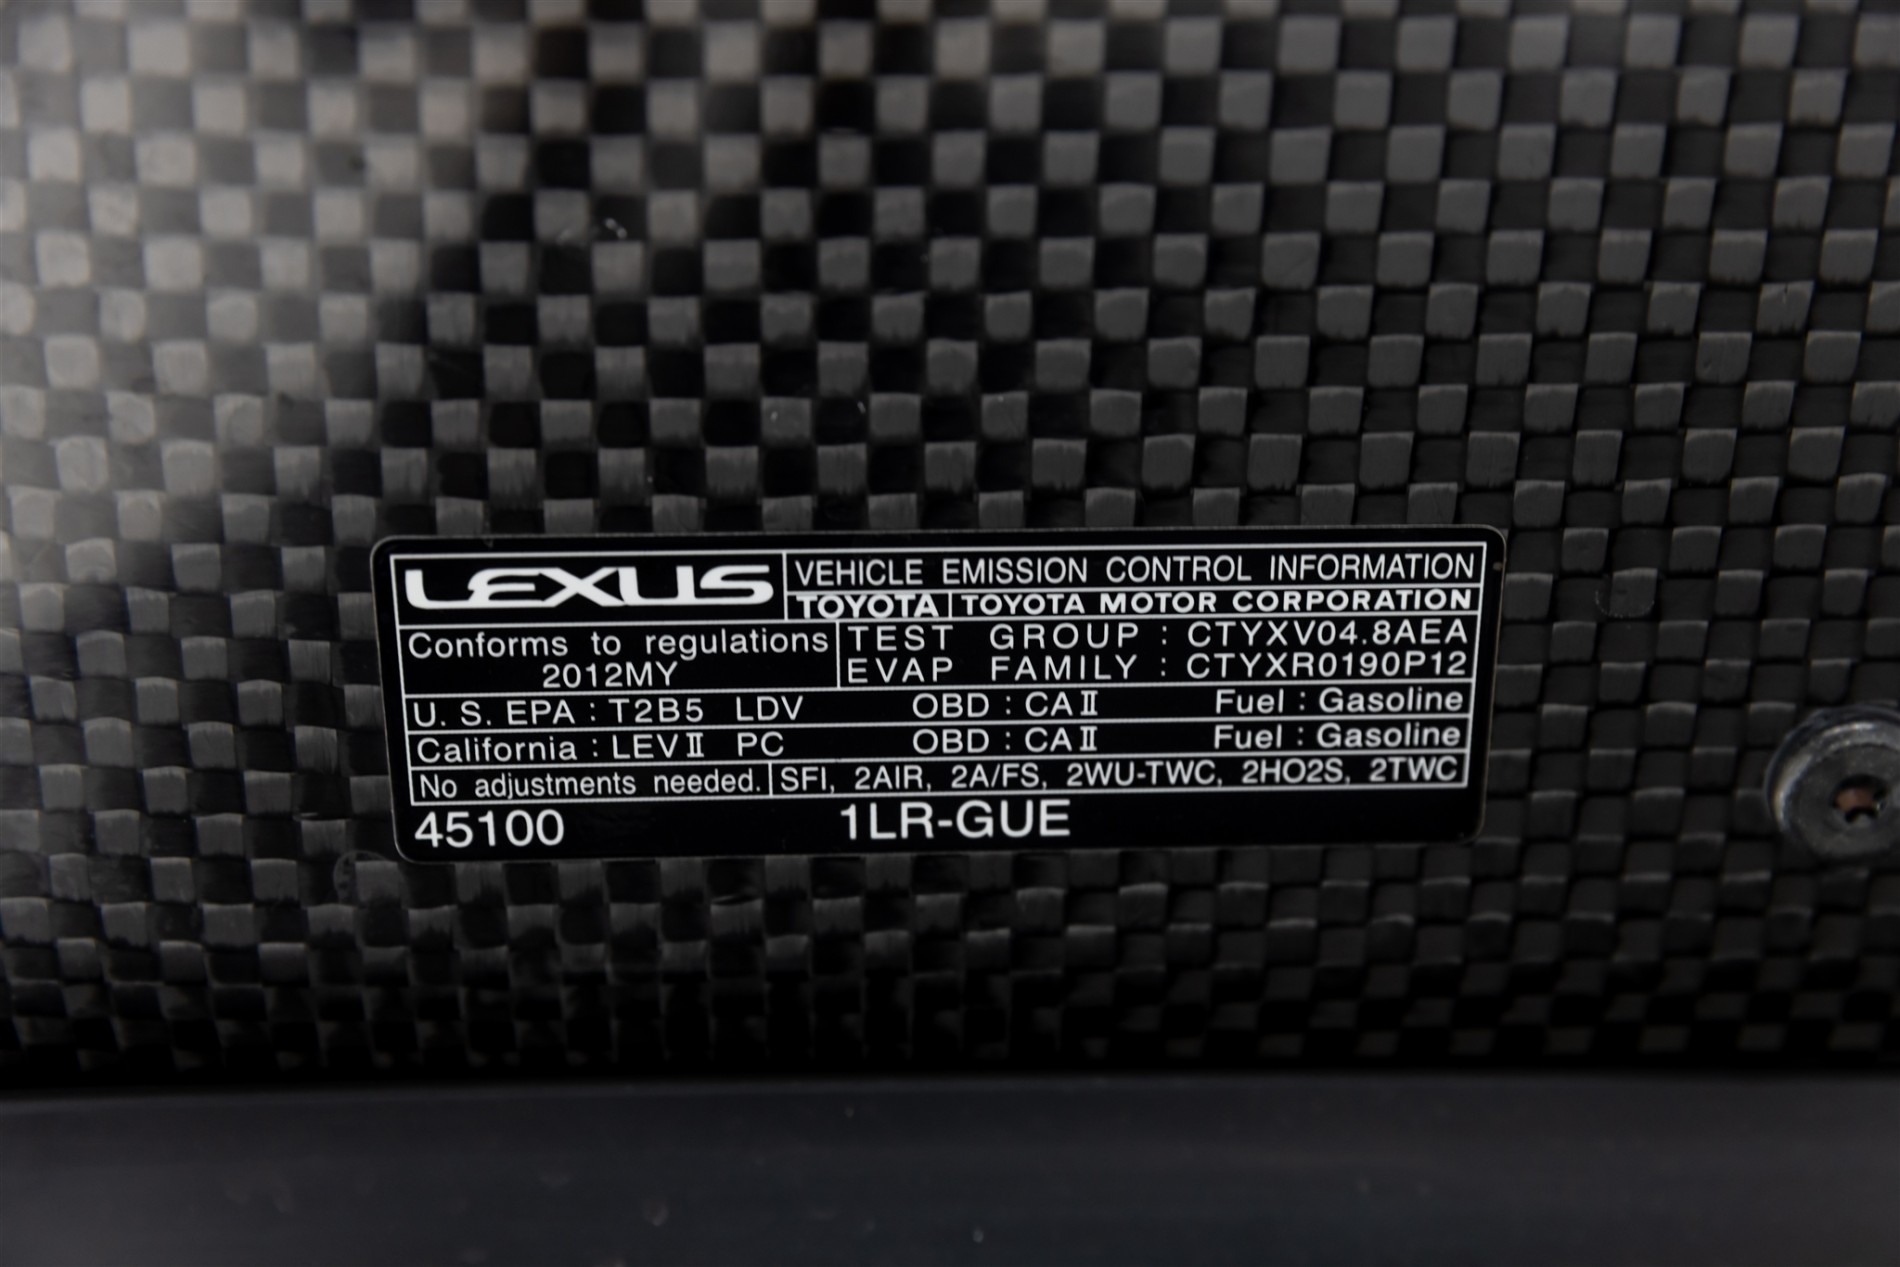 LEXUS VEHICLE EMISSION CONTROL INFORMATION
TOYOTA TOYOTA MOTOR CORPORATION
Conforms to regulations
2012MY
TEST GROUP : CTYXV04.8AEA
EVAP FAMILY : CTYXR0190P12
U. S. EPA : T2B5 LDV OBD : CAⅡ Fuel : Gasoline
California : LEVⅡ PC OBD : CAⅡ Fuel : Gasoline
No adjustments needed. SFI, 2AIR, 2A/FS, 2WU-TWC, 2HO2S, 2TWC
45100 1LR-GUE